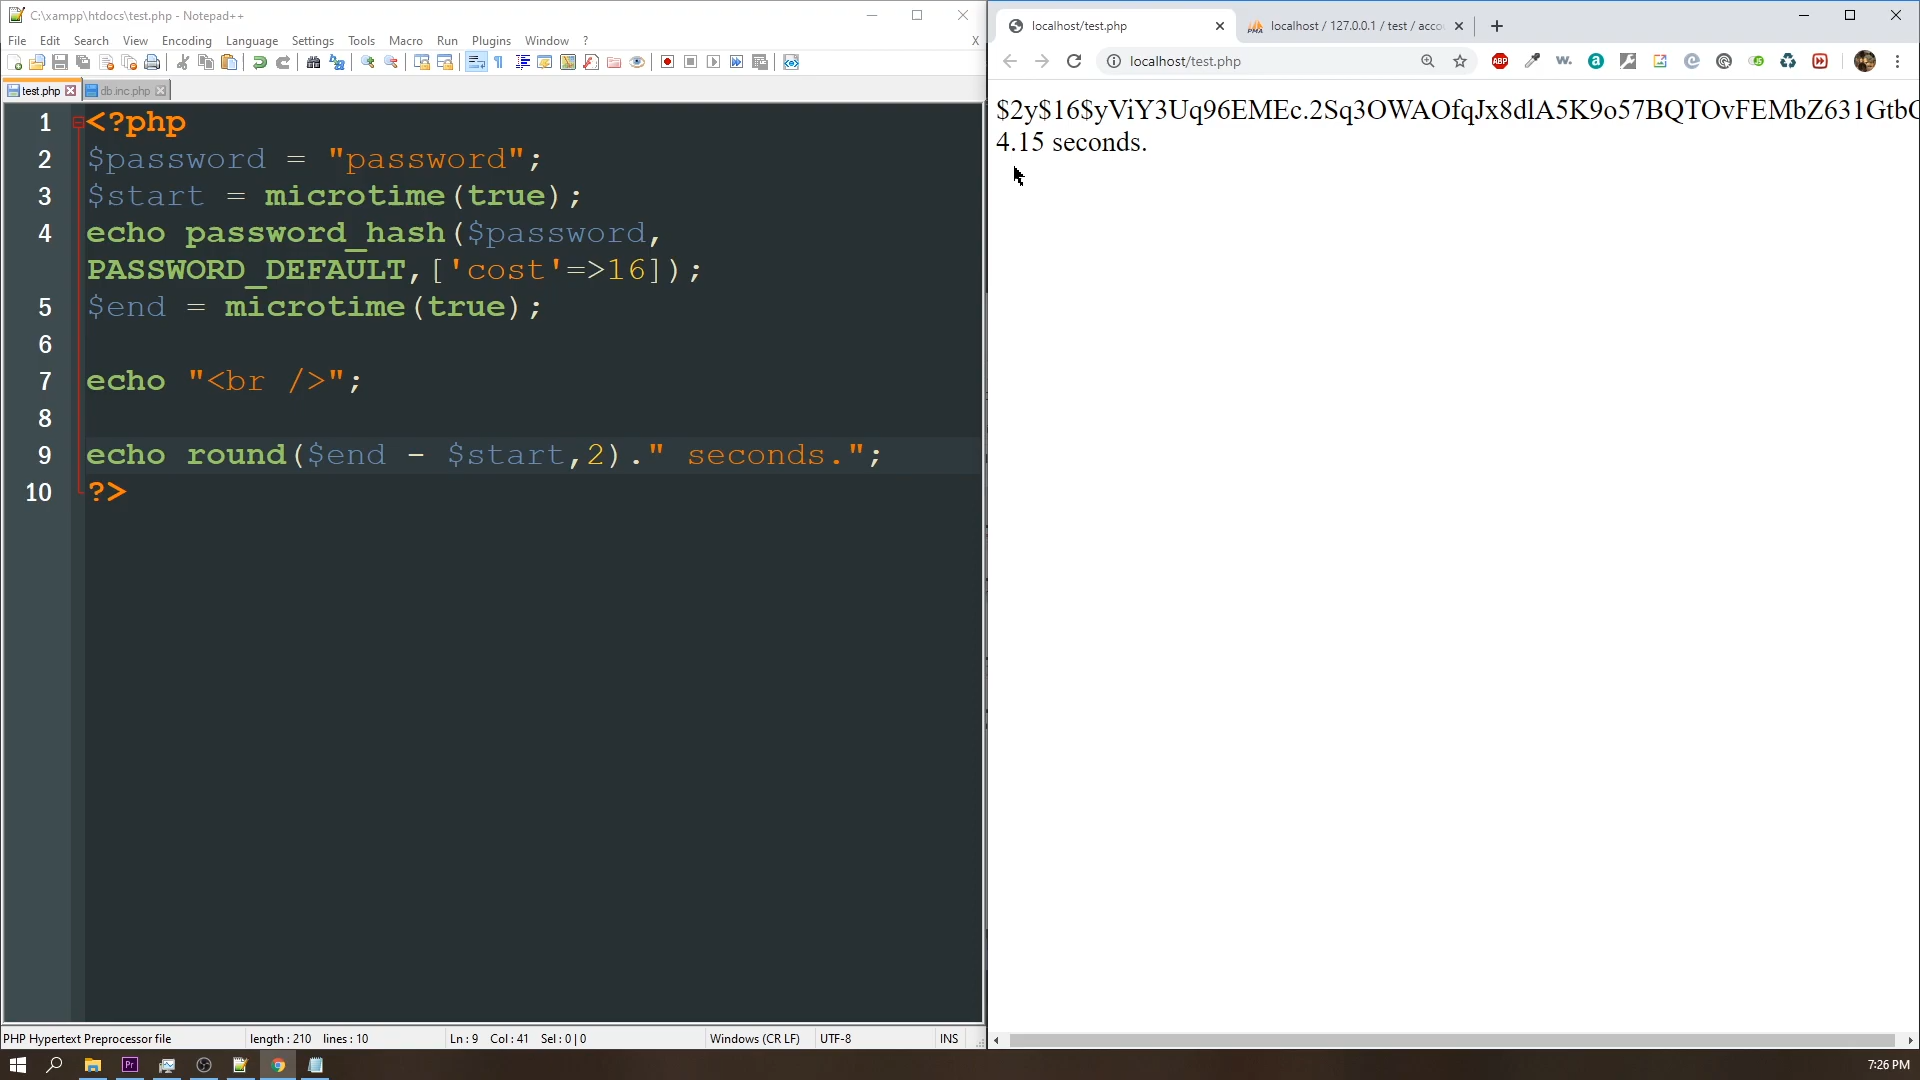 C:\xampp\htdocs\test.php - Notepad++
File Edit Search View Encoding Language Settings Tools Macro Run Plugins Window ? X
test.php db.inc.php
1 <?php
2 $password = "password";
3 $start = microtime(true);
4 echo password_hash($password,
PASSWORD_DEFAULT,['cost'=>16]);
5 $end = microtime(true);
6
7 echo "<br />";
8
9 echo round($end - $start,2)." seconds.";
10 ?>
PHP Hypertext Preprocessor file length : 210 lines : 10 Ln : 9 Col : 41 Sel : 0 | 0 Windows (CR LF) UTF-8 INS
localhost/test.php localhost / 127.0.0.1 / test / acco
localhost/test.php
ABP w. a
$2y$16$yViY3Uq96EMEc.2Sq3OWAOfqJx8dlA5K9o57BQTOvFEMbZ631Gtb
4.15 seconds.
Pr
7:26 PM